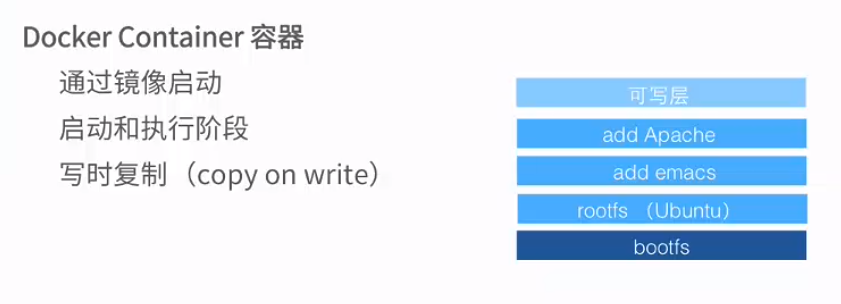 Docker Container 容器
通过镜像启动
启动和执行阶段
写时复制（copy on write）
可写层
add Apache
add emacs
rootfs （Ubuntu）
bootfs